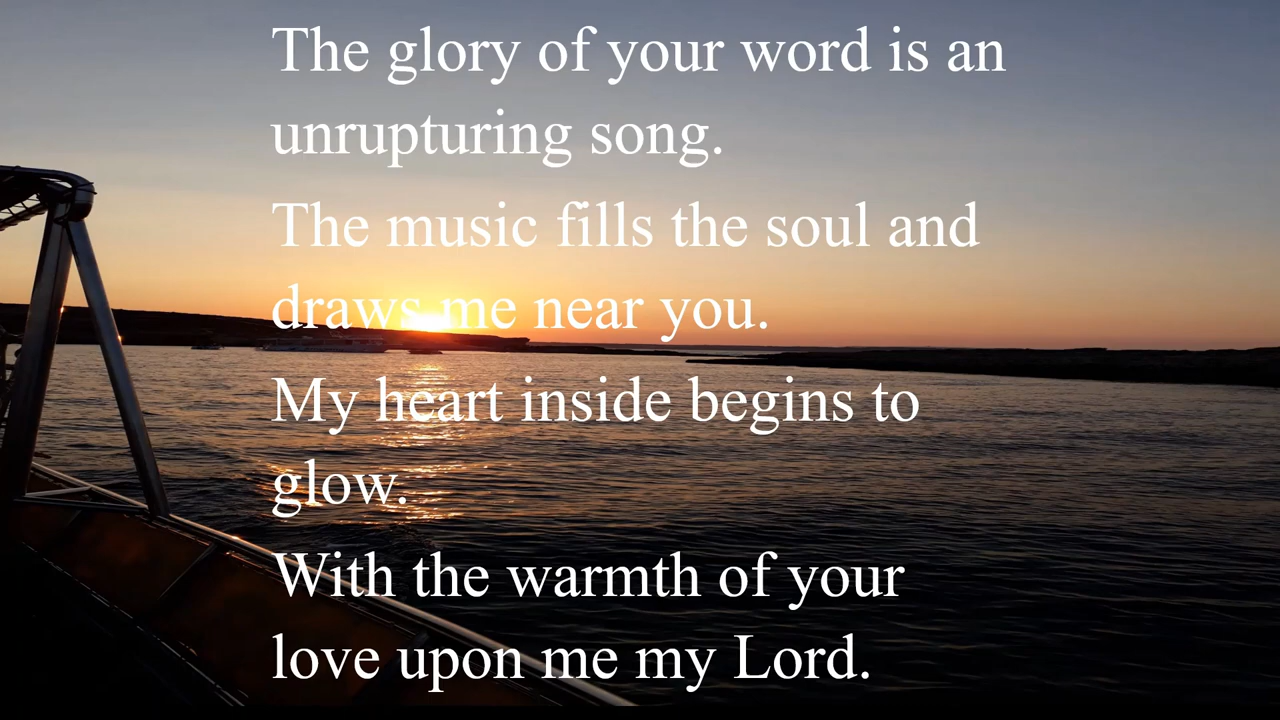 The glory of your word is an
unrupturing song.
The music fills the soul and
draws me near you.
My heart inside begins to
glow.
With the warmth of your
love upon me my Lord.